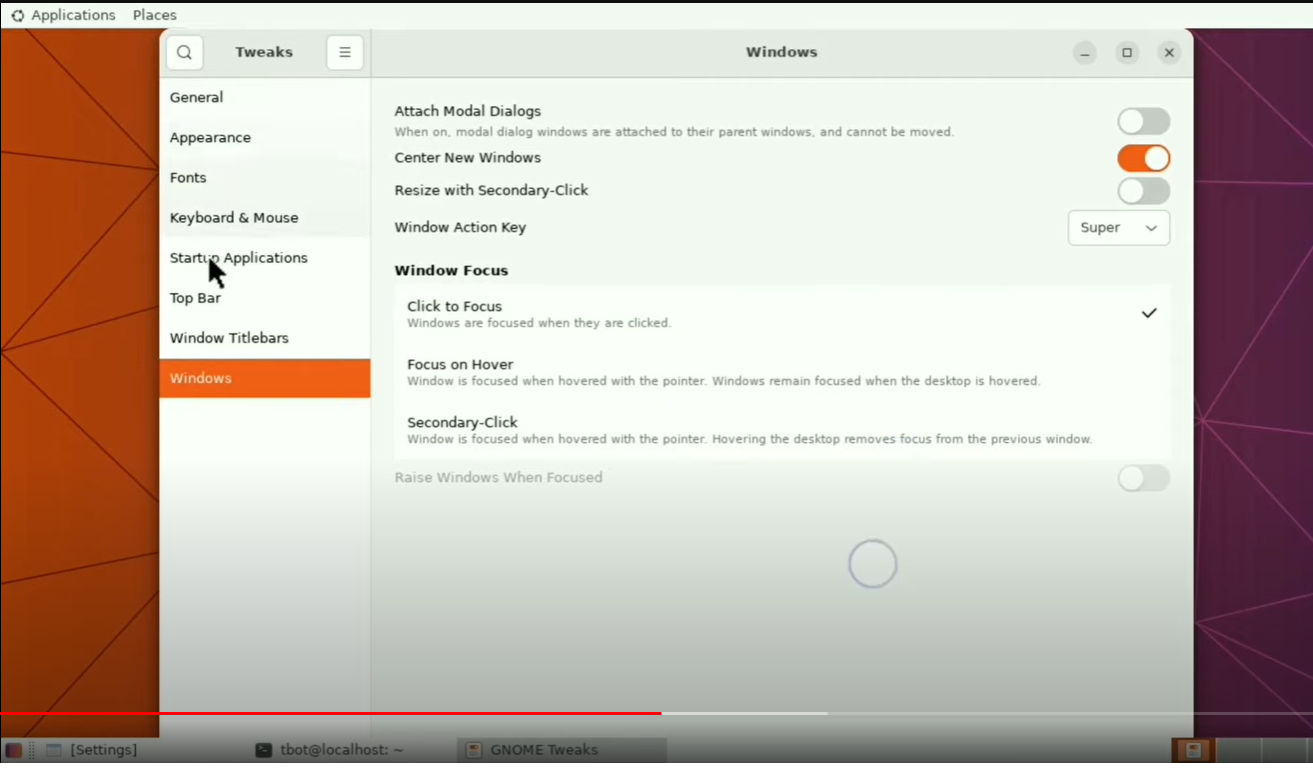 Applications Places
Tweaks
Windows
General
Appearance
Fonts
Keyboard & Mouse
Startup Applications
Top Bar
Window Titlebars
Windows
Attach Modal Dialogs
When on, modal dialog windows are attached to their parent windows, and cannot be moved.
Center New Windows
Resize with Secondary-Click
Window Action Key
Super
Window Focus
Click to Focus
Windows are focused when they are clicked.
Focus on Hover
Window is focused when hovered with the pointer. Windows remain focused when the desktop is hovered.
Secondary-Click
Window is focused when hovered with the pointer. Hovering the desktop removes focus from the previous window.
Raise Windows When Focused
[Settings]
tbot@localhost: ~
GNOME Tweaks